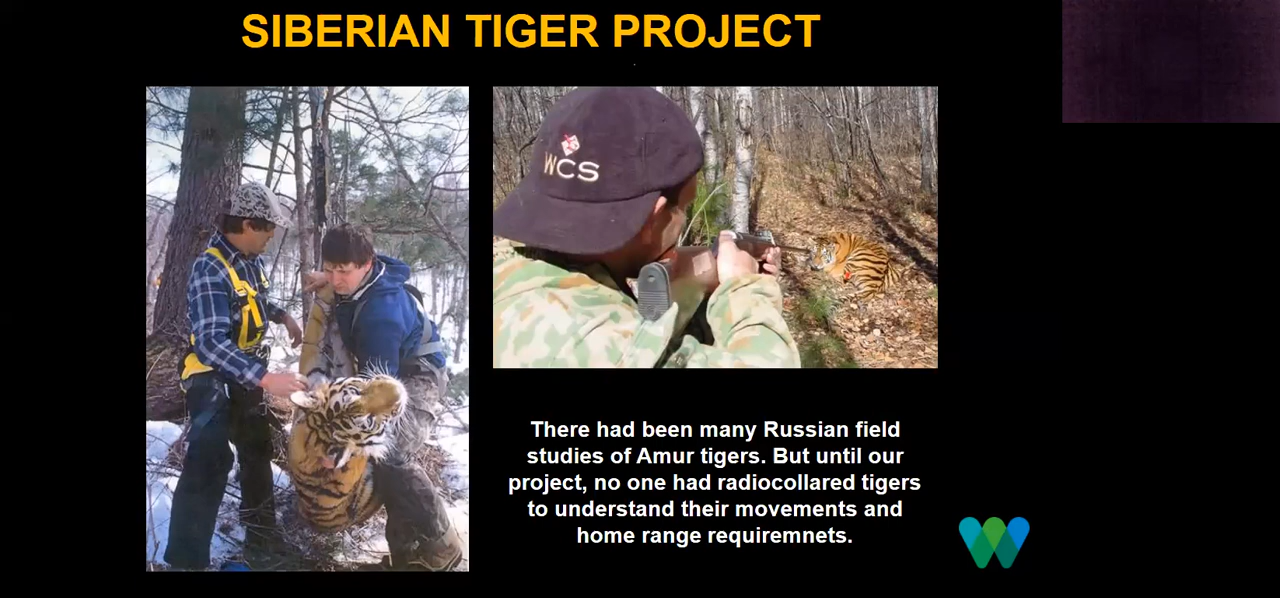 SIBERIAN TIGER PROJECT
WCS
There had been many Russian field
studies of Amur tigers. But until our
project, no one had radiocollared tigers
to understand their movements and
home range requiremnets.